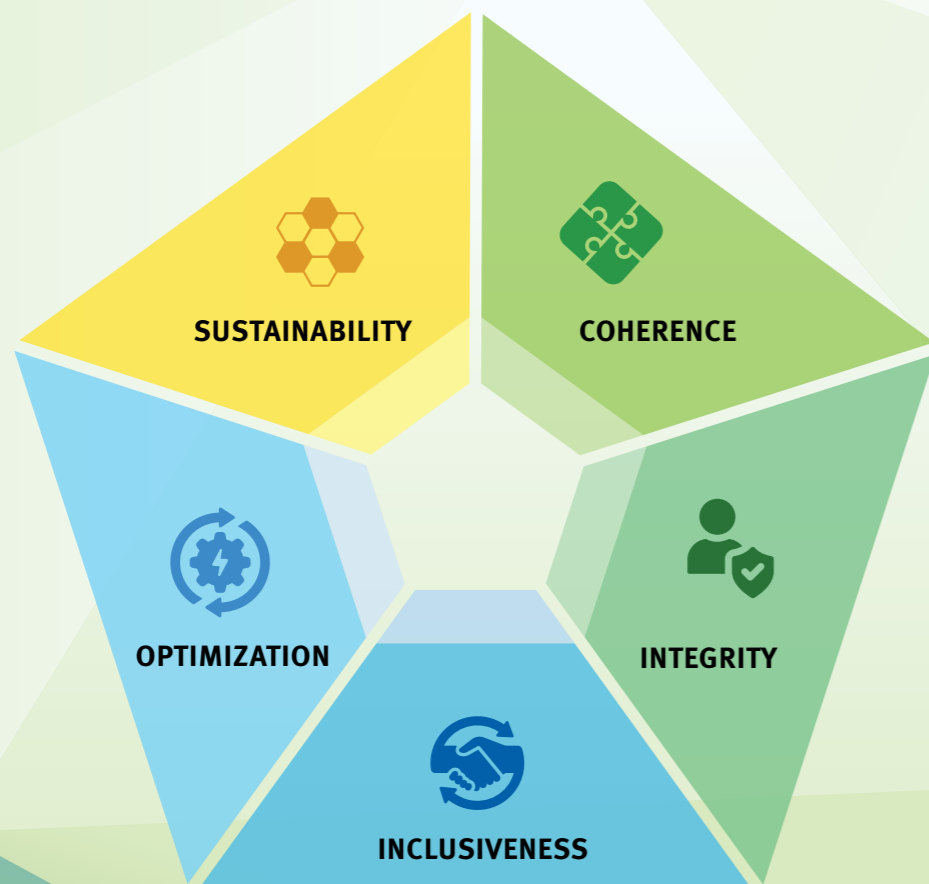 SUSTAINABILITY
COHERENCE
OPTIMIZATION
INTEGRITY
INCLUSIVENESS